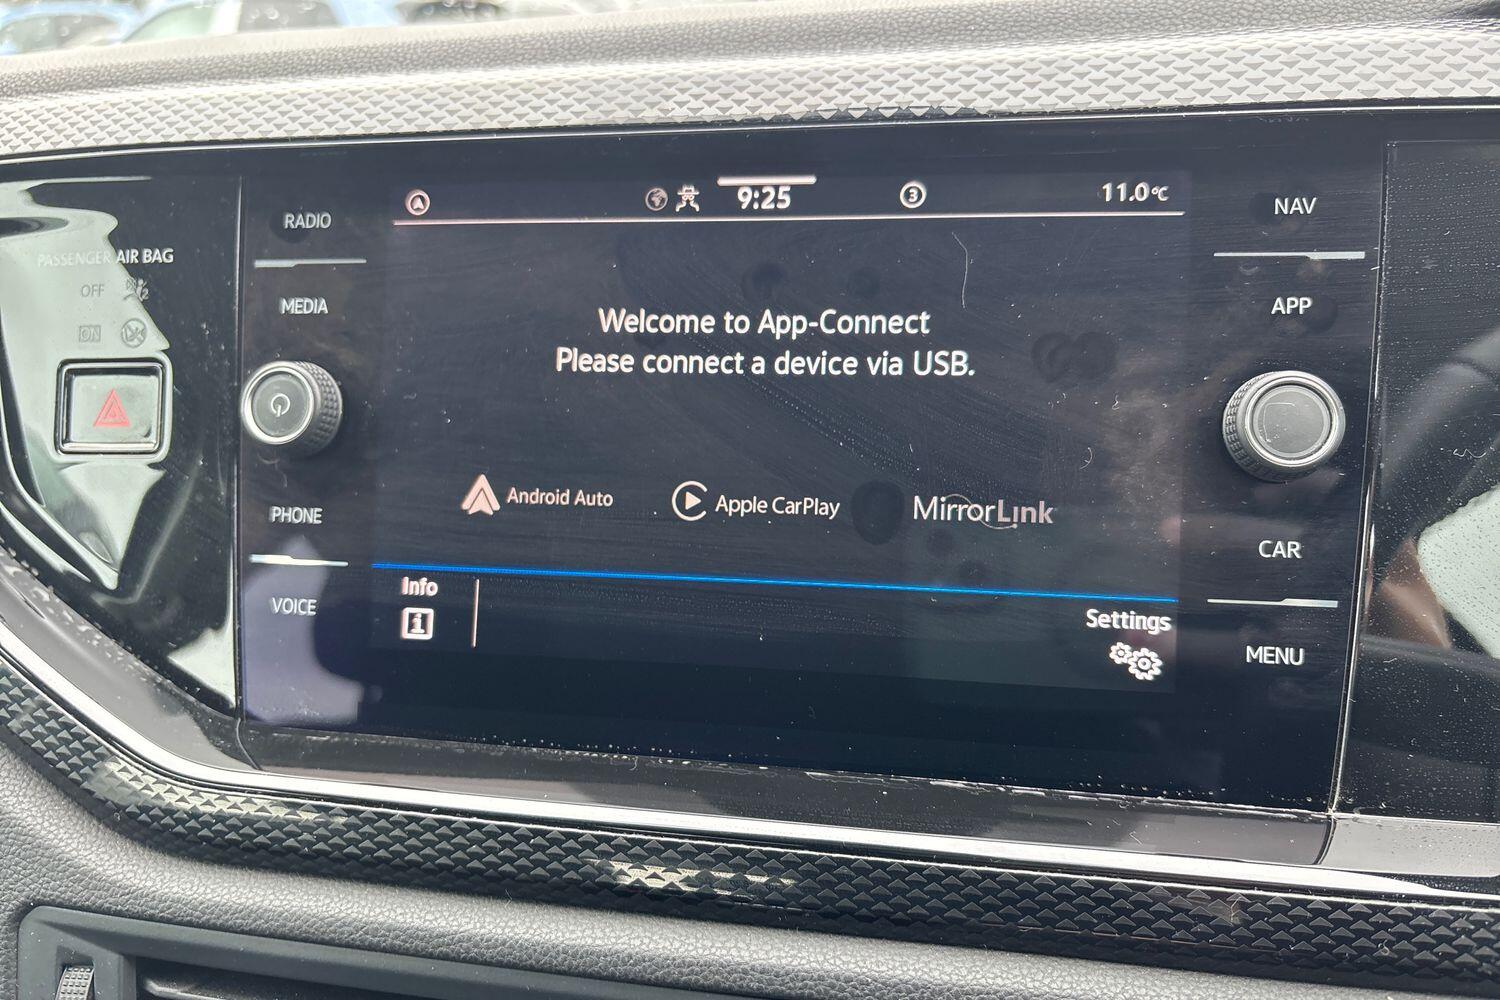 9:25
3
11.0°C
RADIO
NAV
PASSENGER AIR BAG
OFF
ON
MEDIA
APP
Welcome to App-Connect
Please connect a device via USB.
Android Auto
Apple CarPlay
MirrorLink
PHONE
CAR
Info
i
VOICE
Settings
MENU